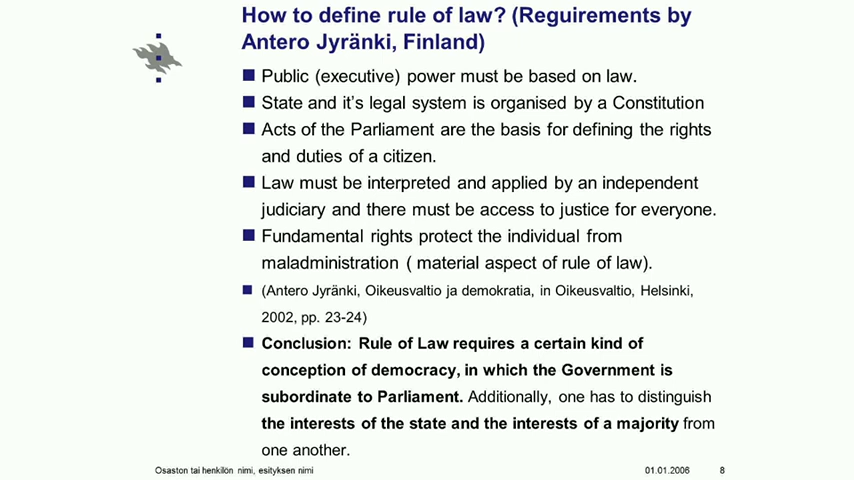 How to define rule of law? (Reguirements by
Antero Jyränki, Finland)
Public (executive) power must be based on law.
State and it's legal system is organised by a Constitution
Acts of the Parliament are the basis for defining the rights
and duties of a citizen.
Law must be interpreted and applied by an independent
judiciary and there must be access to justice for everyone.
Fundamental rights protect the individual from
maladministration ( material aspect of rule of law).
(Antero Jyränki, Oikeusvaltio ja demokratia, in Oikeusvaltio, Helsinki,
2002, pp. 23-24)
Conclusion: Rule of Law requires a certain kind of
conception of democracy, in which the Government is
subordinate to Parliament. Additionally, one has to distinguish
the interests of the state and the interests of a majority from
one another.
Osaston tai henkilön nimi, esityksen nimi 01.01.2006 8